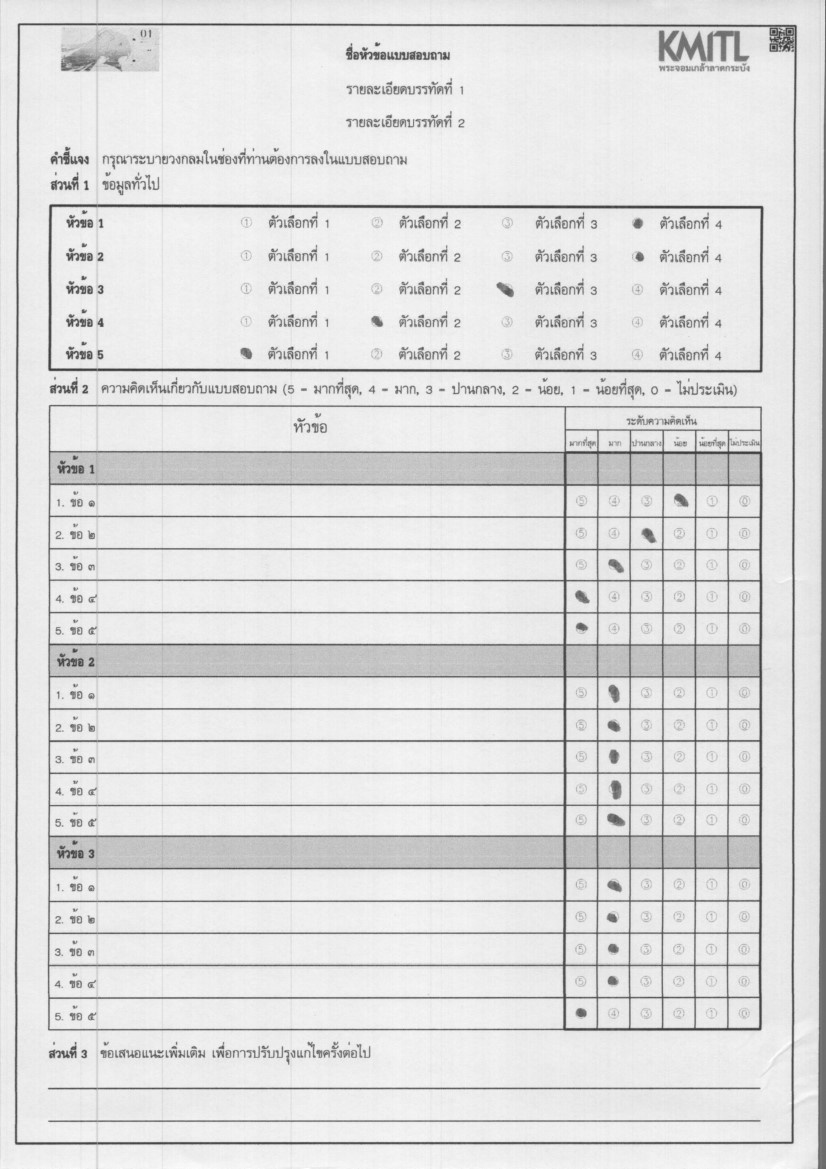 01
KMITL
พระจอมเกล้าลาดกระบัง
ชื่อหัวข้อแบบสอบถาม
รายละเอียดบรรทัดที่ 1
รายละเอียดบรรทัดที่ 2
คำชี้แจง กรุณาระบายวงกลมในช่องที่ท่านต้องการลงในแบบสอบถาม
ส่วนที่ 1 ข้อมูลทั่วไป
หัวข้อ 1 ① ตัวเลือกที่ 1 ② ตัวเลือกที่ 2 ③ ตัวเลือกที่ 3 ตัวเลือกที่ 4
หัวข้อ 2 ① ตัวเลือกที่ 1 ② ตัวเลือกที่ 2 ③ ตัวเลือกที่ 3 ตัวเลือกที่ 4
หัวข้อ 3 ① ตัวเลือกที่ 1 ② ตัวเลือกที่ 2 ตัวเลือกที่ 3 ④ ตัวเลือกที่ 4
หัวข้อ 4 ① ตัวเลือกที่ 1 ตัวเลือกที่ 2 ③ ตัวเลือกที่ 3 ④ ตัวเลือกที่ 4
หัวข้อ 5 ตัวเลือกที่ 1 ② ตัวเลือกที่ 2 ③ ตัวเลือกที่ 3 ④ ตัวเลือกที่ 4
ส่วนที่ 2 ความคิดเห็นเกี่ยวกับแบบสอบถาม (5 - มากที่สุด, 4 - มาก, 3 - ปานกลาง, 2 - น้อย, 1 - น้อยที่สุด, 0 - ไม่ประเมิน)
หัวข้อ ระดับความคิดเห็น
มากที่สุด มาก ปานกลาง น้อย น้อยที่สุด ไม่ประเมิน
หัวข้อ 1
1. ข้อ ๑ ⑤ ④ ③ ① ⓪
2. ข้อ ๒ ⑤ ④ ② ① ⓪
3. ข้อ ๓ ⑤ ③ ② ① ⓪
4. ข้อ ๔ ④ ③ ② ① ⓪
5. ข้อ ๕ ④ ③ ② ① ⓪
หัวข้อ 2
1. ข้อ ๑ ⑤ ③ ② ① ⓪
2. ข้อ ๒ ⑤ ③ ② ① ⓪
3. ข้อ ๓ ⑤ ③ ② ① ⓪
4. ข้อ ๔ ⑤ ③ ② ① ⓪
5. ข้อ ๕ ⑤ ③ ② ① ⓪
หัวข้อ 3
1. ข้อ ๑ ⑤ ③ ② ① ⓪
2. ข้อ ๒ ⑤ ③ ② ① ⓪
3. ข้อ ๓ ⑤ ③ ② ① ⓪
4. ข้อ ๔ ⑤ ③ ② ① ⓪
5. ข้อ ๕ ④ ③ ② ① ⓪
ส่วนที่ 3 ข้อเสนอแนะเพิ่มเติม เพื่อการปรับปรุงแก้ไขครั้งต่อไป